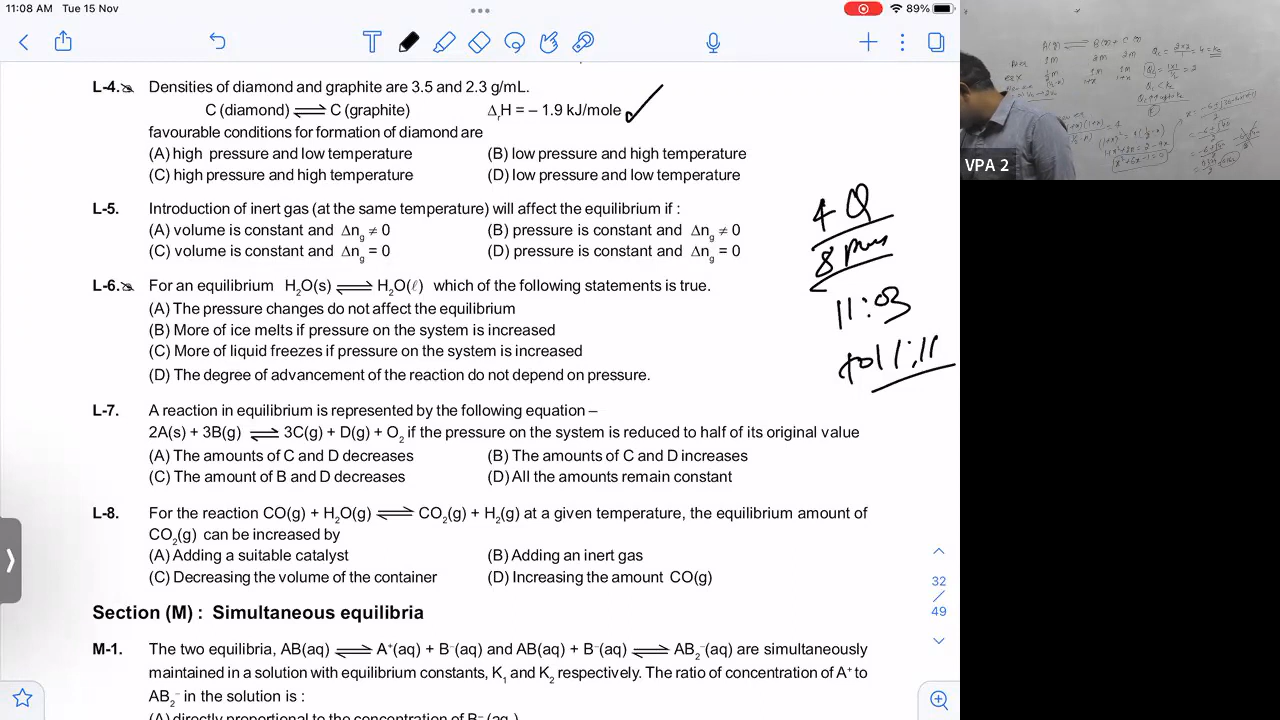 11:08 AM Tue 15 Nov
89%
L-4. Densities of diamond and graphite are 3.5 and 2.3 g/mL.
C (diamond) ⇌ C (graphite) ΔrH = – 1.9 kJ/mole
favourable conditions for formation of diamond are
(A) high pressure and low temperature (B) low pressure and high temperature
(C) high pressure and high temperature (D) low pressure and low temperature
L-5. Introduction of inert gas (at the same temperature) will affect the equilibrium if :
(A) volume is constant and Δng ≠ 0 (B) pressure is constant and Δng ≠ 0
(C) volume is constant and Δng = 0 (D) pressure is constant and Δng = 0
L-6. For an equilibrium H2O(s) ⇌ H2O(ℓ) which of the following statements is true.
(A) The pressure changes do not affect the equilibrium
(B) More of ice melts if pressure on the system is increased
(C) More of liquid freezes if pressure on the system is increased
(D) The degree of advancement of the reaction do not depend on pressure.
L-7. A reaction in equilibrium is represented by the following equation –
2A(s) + 3B(g) ⇌ 3C(g) + D(g) + O2 if the pressure on the system is reduced to half of its original value
(A) The amounts of C and D decreases (B) The amounts of C and D increases
(C) The amount of B and D decreases (D) All the amounts remain constant
L-8. For the reaction CO(g) + H2O(g) ⇌ CO2(g) + H2(g) at a given temperature, the equilibrium amount of
CO2(g) can be increased by
(A) Adding a suitable catalyst (B) Adding an inert gas
(C) Decreasing the volume of the container (D) Increasing the amount CO(g)
Section (M) : Simultaneous equilibria
M-1. The two equilibria, AB(aq) ⇌ A+(aq) + B–(aq) and AB(aq) + B–(aq) ⇌ AB2–(aq) are simultaneously
maintained in a solution with equilibrium constants, K1 and K2 respectively. The ratio of concentration of A+ to
AB2– in the solution is :
(A) directly proportional to the concentration of B– (aq.)
4 Q
8
11:03
to 11:11
32
49
VPA 2
A(g) ⇌ B(g) + C(g)